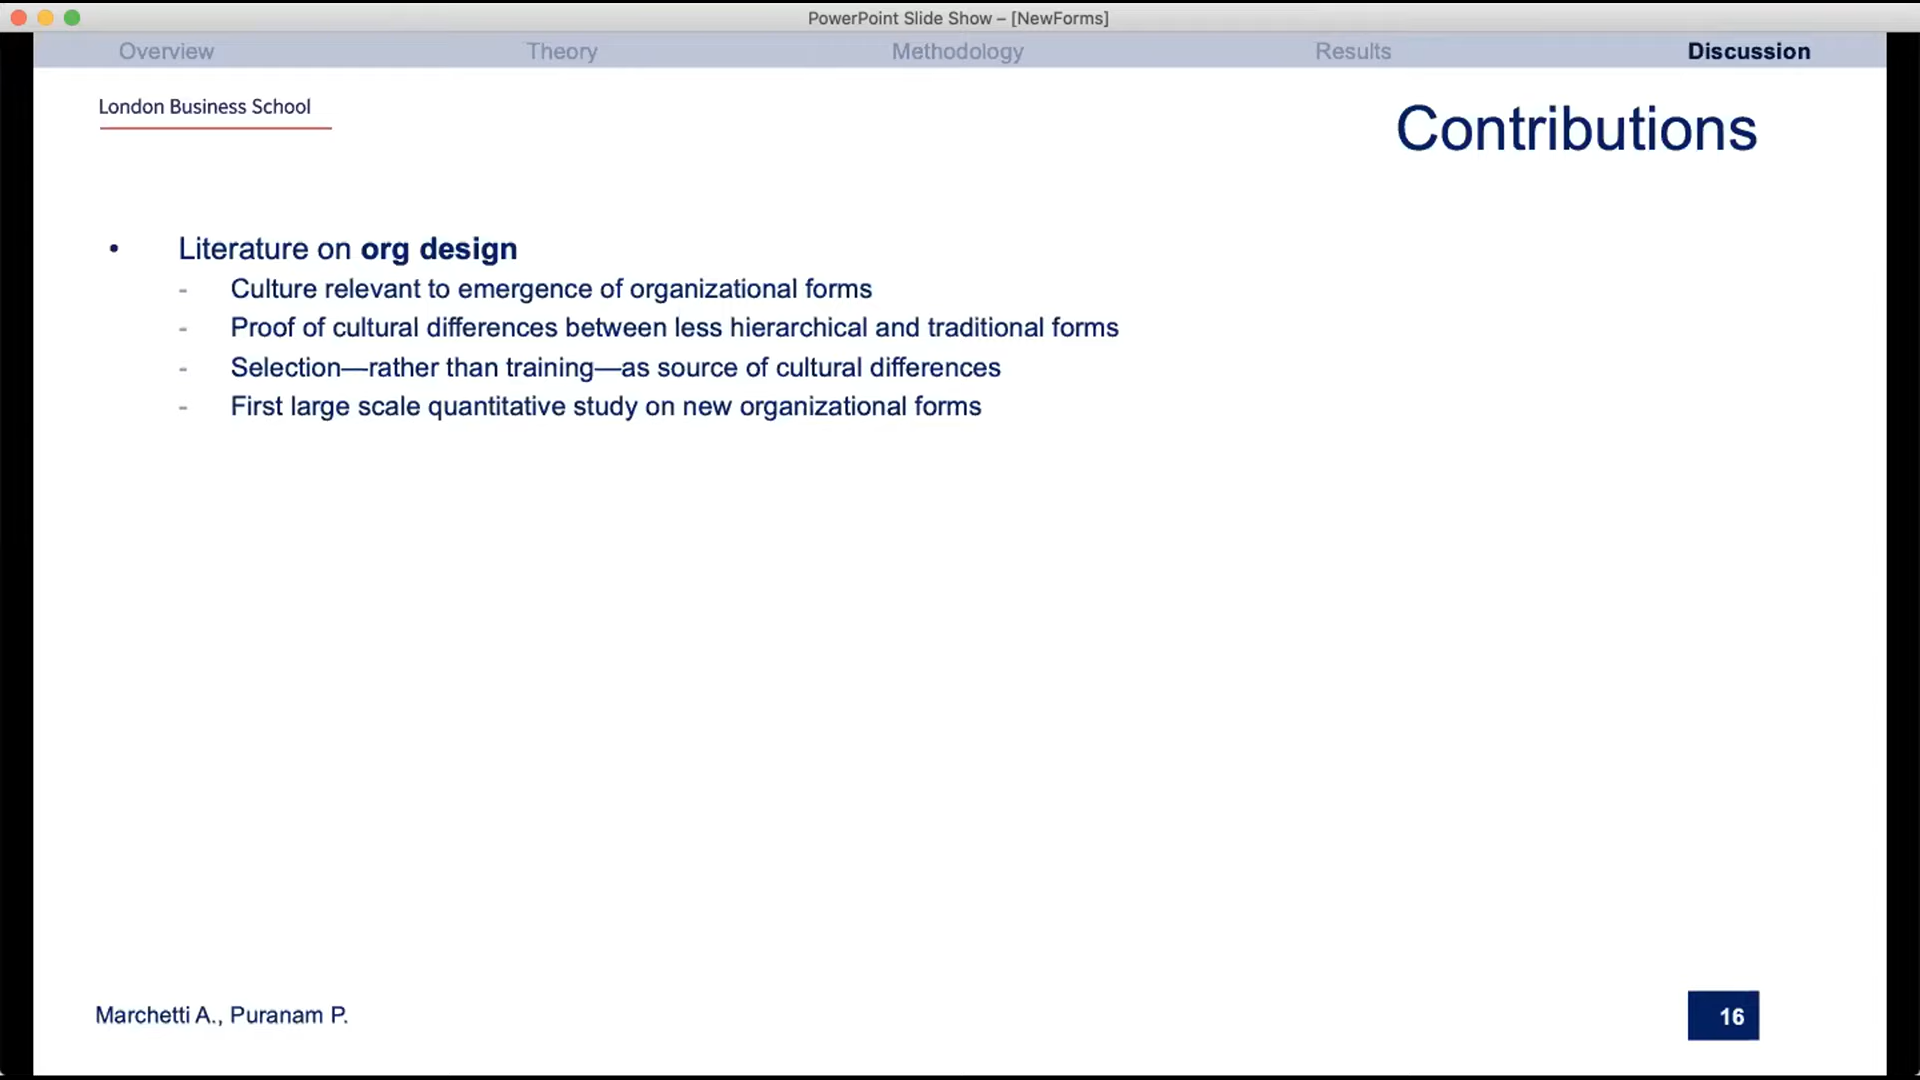 PowerPoint Slide Show – [NewForms]
Overview Theory Methodology Results Discussion
London Business School
Contributions
• Literature on org design
- Culture relevant to emergence of organizational forms
- Proof of cultural differences between less hierarchical and traditional forms
- Selection—rather than training—as source of cultural differences
- First large scale quantitative study on new organizational forms
Marchetti A., Puranam P.
16